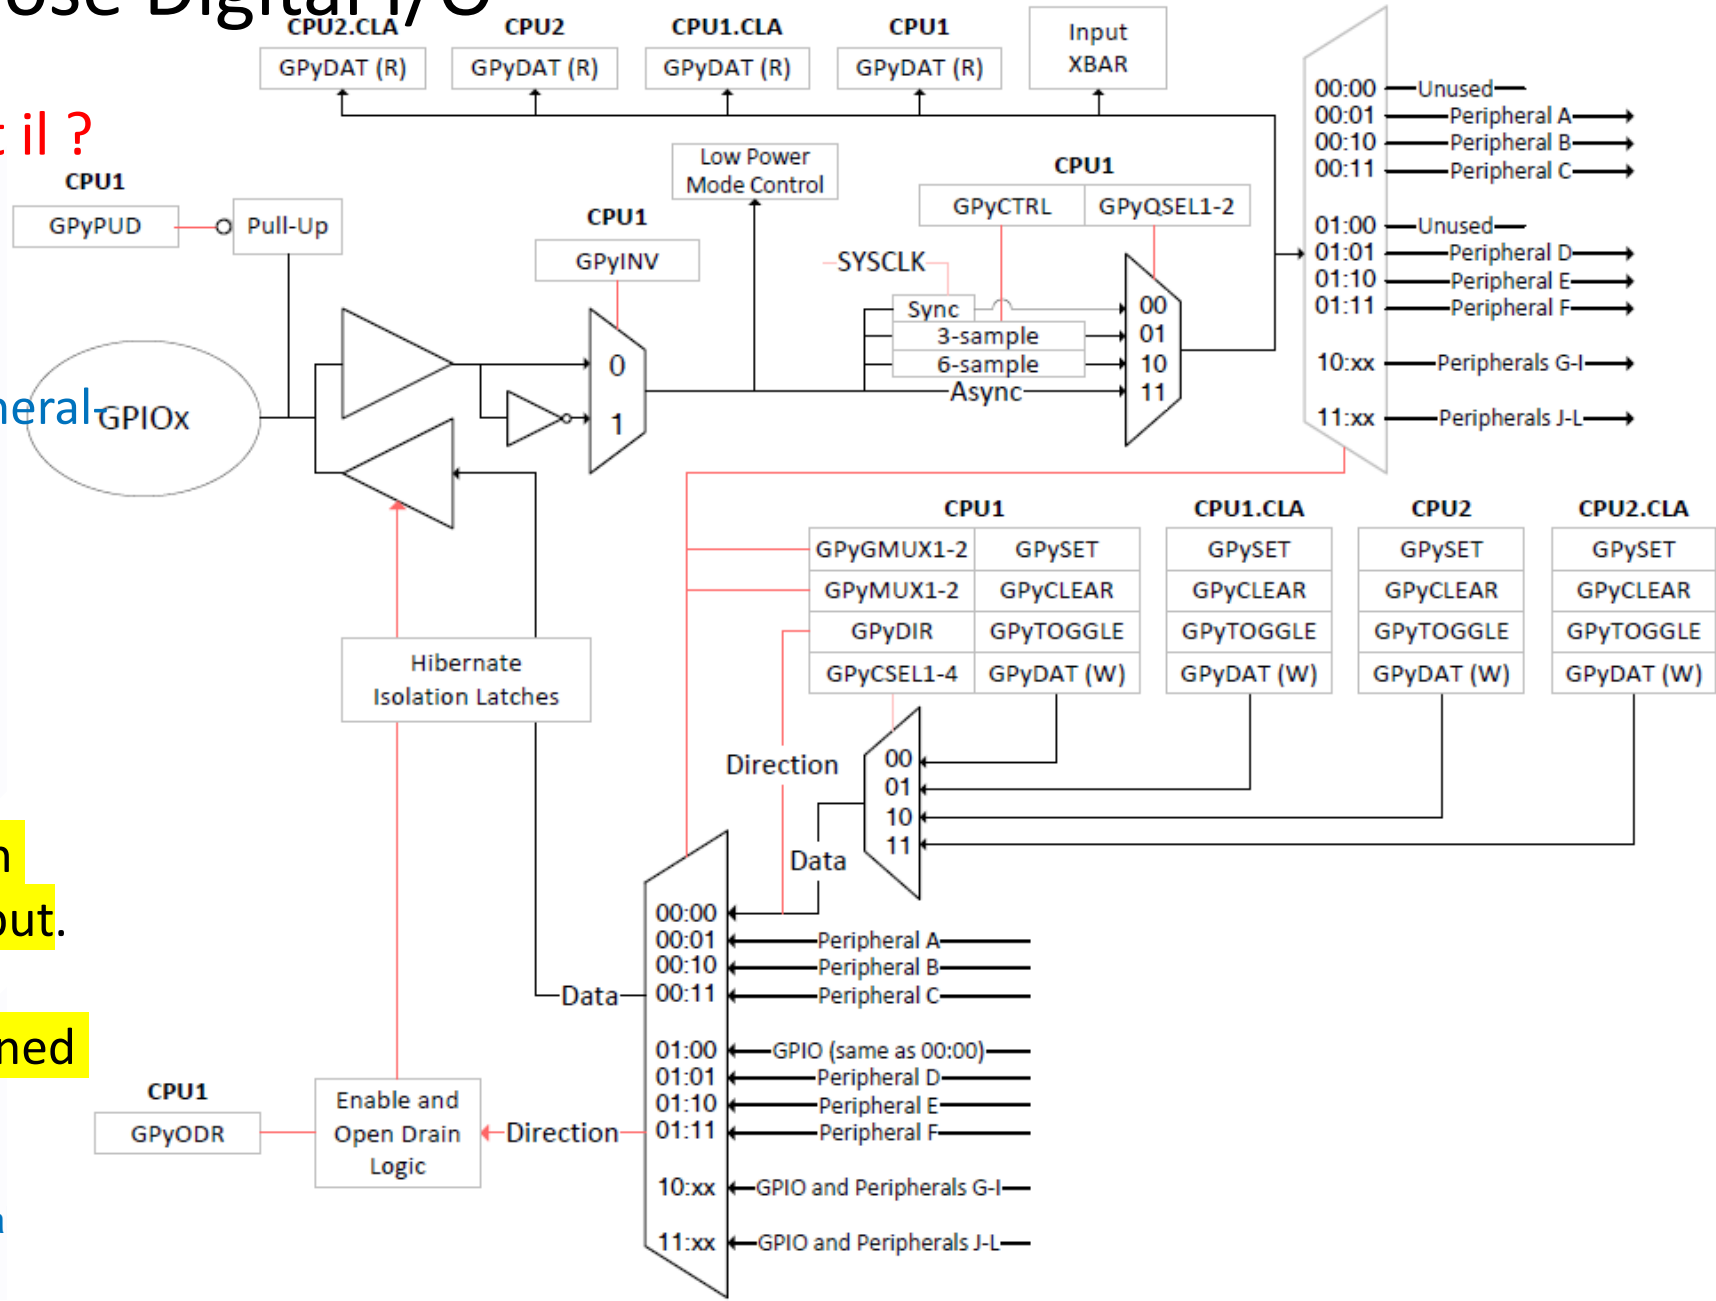 ose Digital I/O
CPU2.CLA CPU2 CPU1.CLA CPU1
GPyDAT (R) GPyDAT (R) GPyDAT (R) GPyDAT (R)
Input
XBAR
t il ?
00:00 Unused
00:01 Peripheral A
00:10 Peripheral B
00:11 Peripheral C
01:00 Unused
01:01 Peripheral D
01:10 Peripheral E
01:11 Peripheral F
10:xx Peripherals G-I
11:xx Peripherals J-L
CPU1
GPyPUD
Pull-Up
CPU1
GPyINV
Low Power
Mode Control
CPU1
GPyCTRL GPyQSEL1-2
SYSCLK
Sync
3-sample
6-sample
Async
00
01
10
11
0
1
neral-
GPIOx
CPU1 CPU1.CLA CPU2 CPU2.CLA
GPyGMUX1-2 GPySET GPySET GPySET GPySET
GPyMUX1-2 GPyCLEAR GPyCLEAR GPyCLEAR GPyCLEAR
GPyDIR GPyTOGGLE GPyTOGGLE GPyTOGGLE GPyTOGGLE
GPyCSEL1-4 GPyDAT (W) GPyDAT (W) GPyDAT (W) GPyDAT (W)
Hibernate
Isolation Latches
Direction
00
01
10
11
Data
n
out.
ned
a
00:00
00:01 Peripheral A
00:10 Peripheral B
00:11 Peripheral C
Data
01:00 GPIO (same as 00:00)
01:01 Peripheral D
01:10 Peripheral E
01:11 Peripheral F
10:xx GPIO and Peripherals G-I
11:xx GPIO and Peripherals J-L
CPU1
GPyODR
Enable and
Open Drain
Logic
Direction